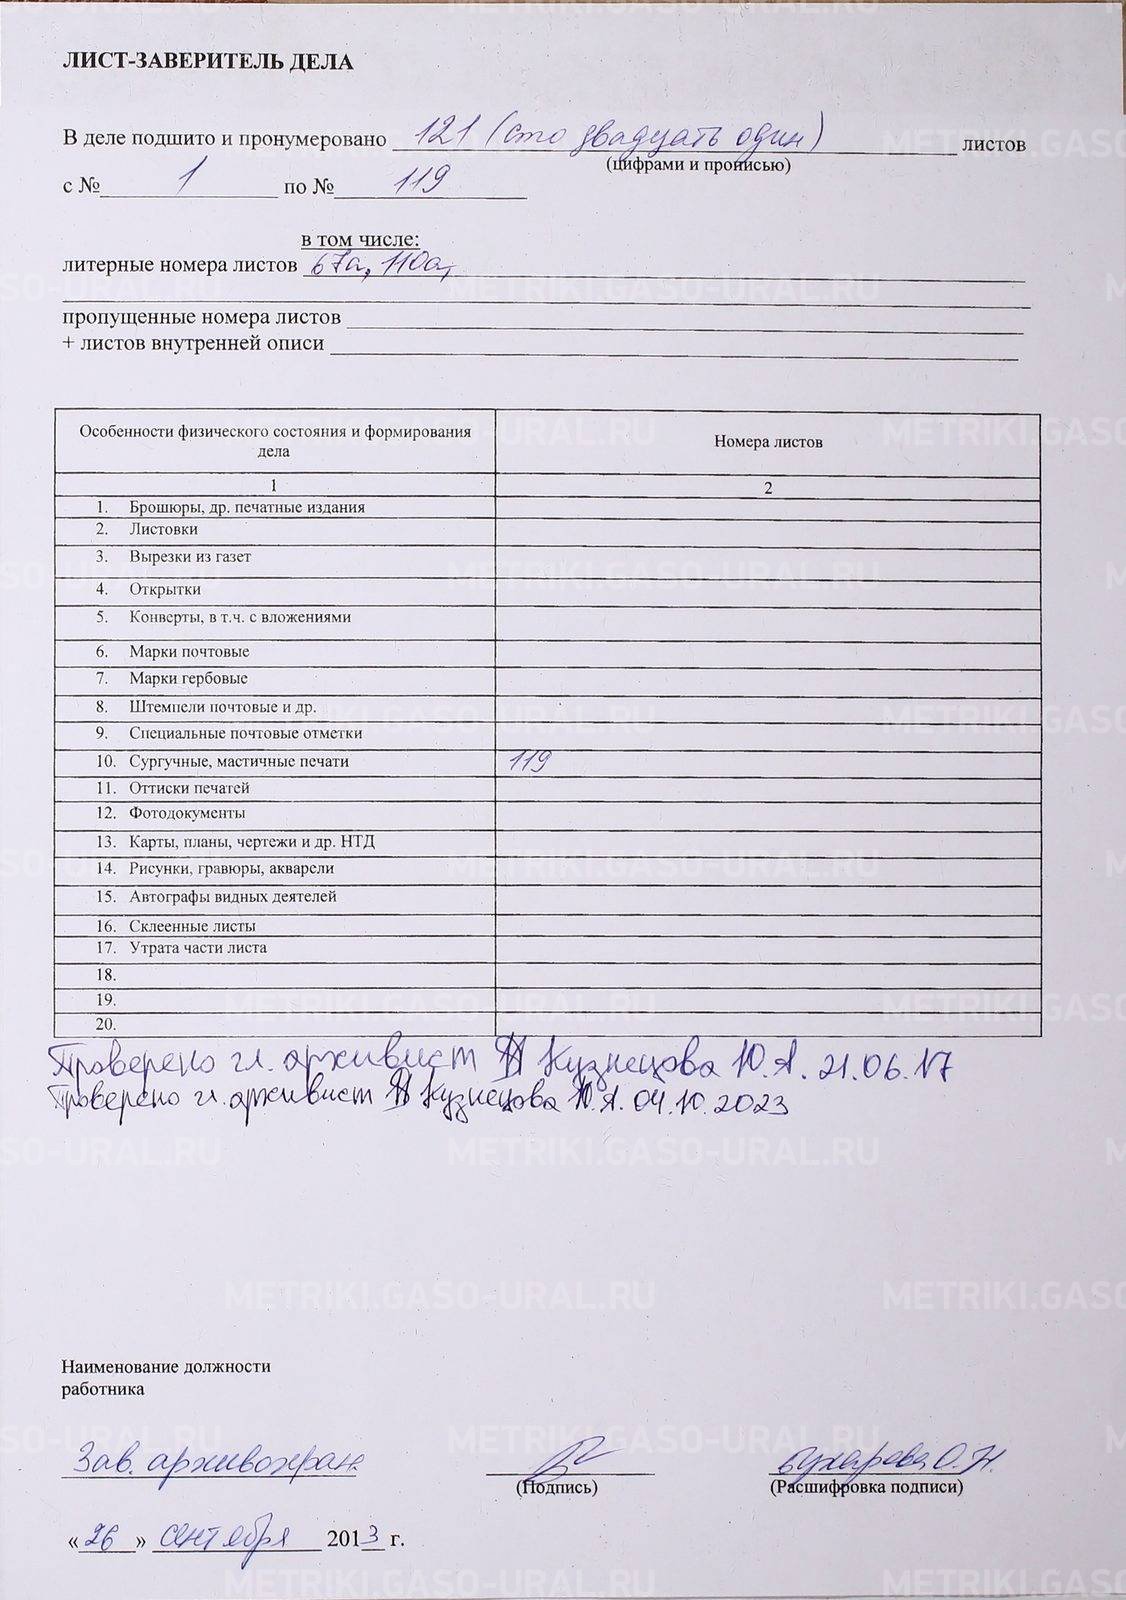 ЛИСТ-ЗАВЕРИТЕЛЬ ДЕЛА
В деле подшито и пронумеровано 121 (сто двадцать один) листов
(цифрами и прописью)
с № 1 по № 119
в том числе:
литерные номера листов 67а, 110а,
пропущенные номера листов
+ листов внутренней описи
Особенности физического состояния и формирования
дела
Номера листов
1 2
1. Брошюры, др. печатные издания
2. Листовки
3. Вырезки из газет
4. Открытки
5. Конверты, в т.ч. с вложениями
6. Марки почтовые
7. Марки гербовые
8. Штемпели почтовые и др.
9. Специальные почтовые отметки
10. Сургучные, мастичные печати 119
11. Оттиски печатей
12. Фотодокументы
13. Карты, планы, чертежи и др. НТД
14. Рисунки, гравюры, акварели
15. Автографы видных деятелей
16. Склеенные листы
17. Утрата части листа
18.
19.
20.
Проверено гл. архивист Кузнецова Ю.А. 21.06.17
Проверено гл. архивист Кузнецова Ю.А. 04.10.2023
Наименование должности
работника
Зав. архивохран. Бухарова О.Н.
(Подпись) (Расшифровка подписи)
«26» сентября 2013 г.
METRIKI.GASO-URAL.RU